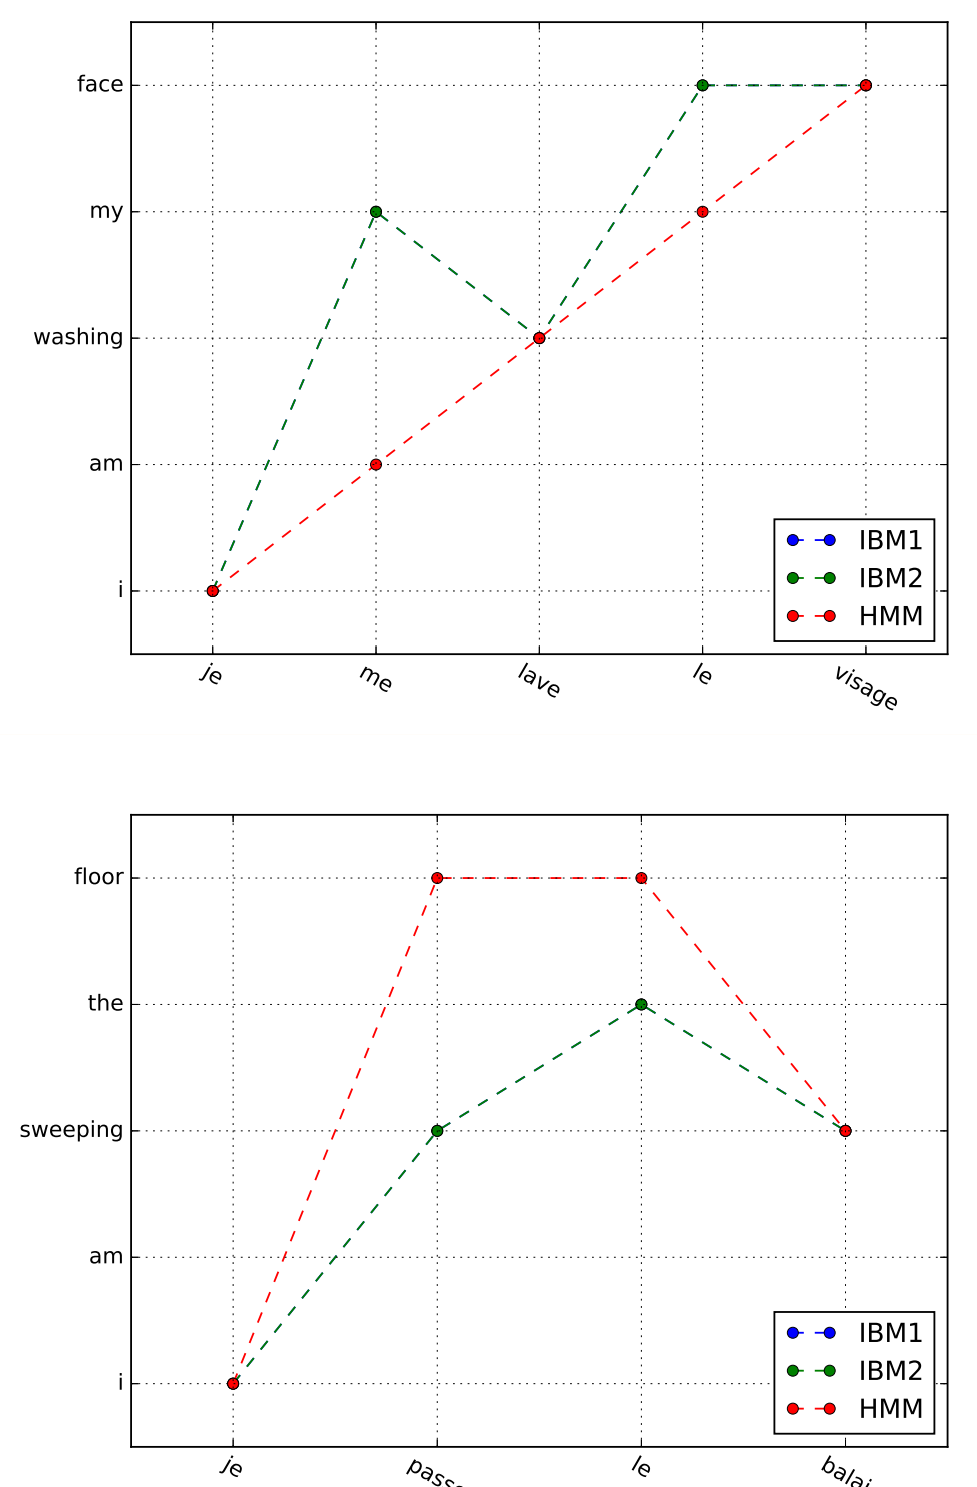 face
my
washing
am
i
IBM1
IBM2
HMM
je
me
lave
le
visage
floor
the
sweeping
am
i
IBM1
IBM2
HMM
je
le
balai